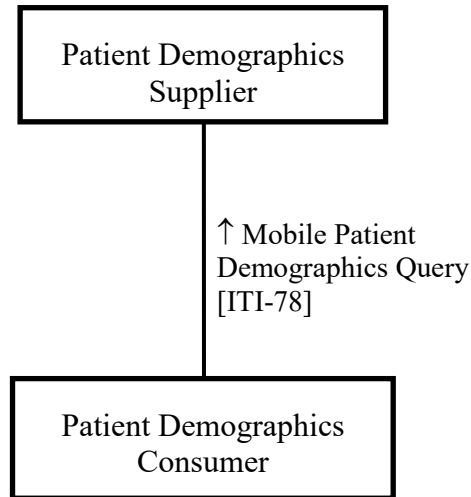 Patient Demographics
Supplier
↑ Mobile Patient
Demographics Query
[ITI-78]
Patient Demographics
Consumer